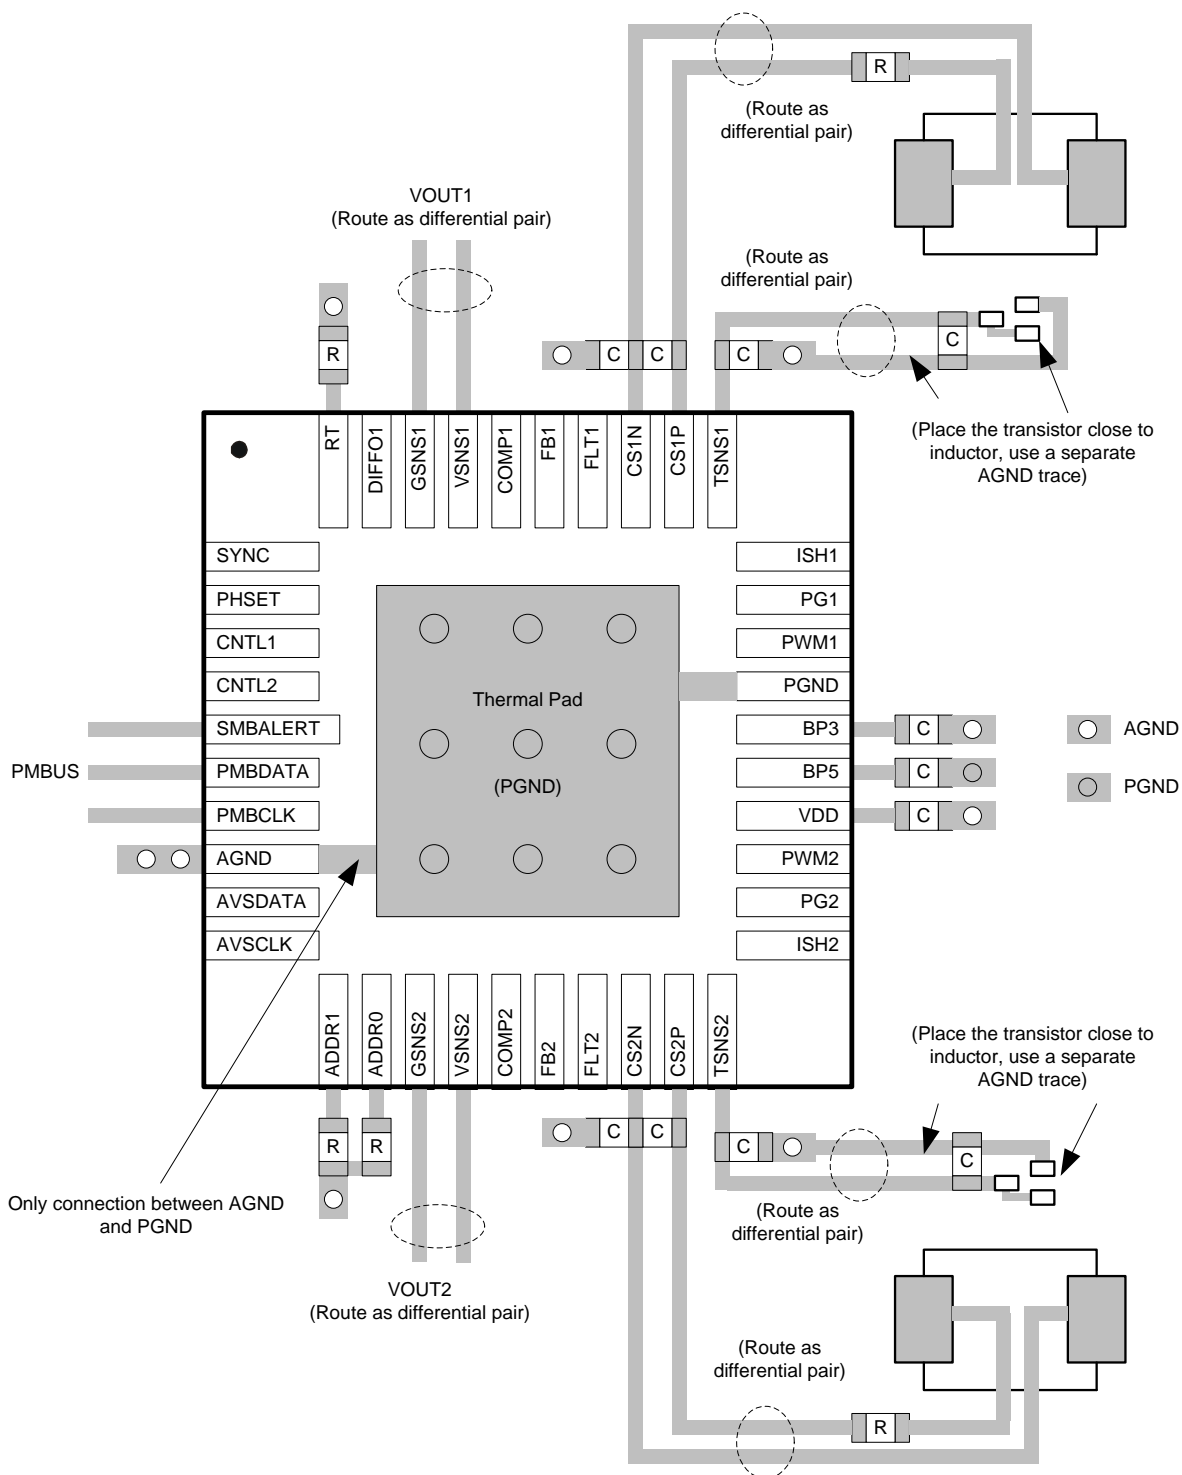 R
(Route as
differential pair)
VOUT1
(Route as differential pair)
(Route as
differential pair)
R
C
C
C
C
(Place the transistor close to
inductor, use a separate
AGND trace)
RT
DIFFO1
GSNS1
VSNS1
COMP1
FB1
FLT1
CS1N
CS1P
TSNS1
SYNC
PHSET
CNTL1
CNTL2
SMBALERT
PMBDATA
PMBCLK
AGND
AVSDATA
AVSCLK
PMBUS
Thermal Pad
(PGND)
ISH1
PG1
PWM1
PGND
BP3
BP5
VDD
PWM2
PG2
ISH2
C
C
C
AGND
PGND
ADDR1
ADDR0
GSNS2
VSNS2
COMP2
FB2
FLT2
CS2N
CS2P
TSNS2
(Place the transistor close to
inductor, use a separate
AGND trace)
R
R
C
C
C
C
Only connection between AGND
and PGND
(Route as
differential pair)
VOUT2
(Route as differential pair)
(Route as
differential pair)
R